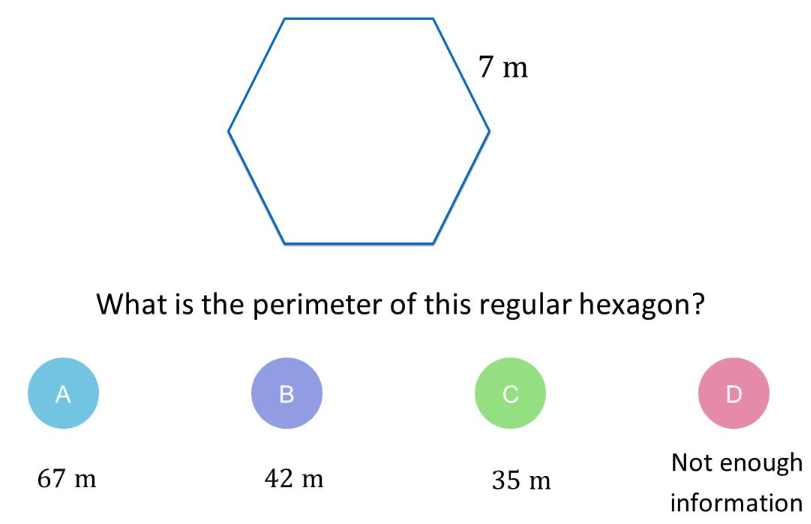 7 m
What is the perimeter of this regular hexagon?
A
B
C
D
67 m
42 m
35 m
Not enough
information